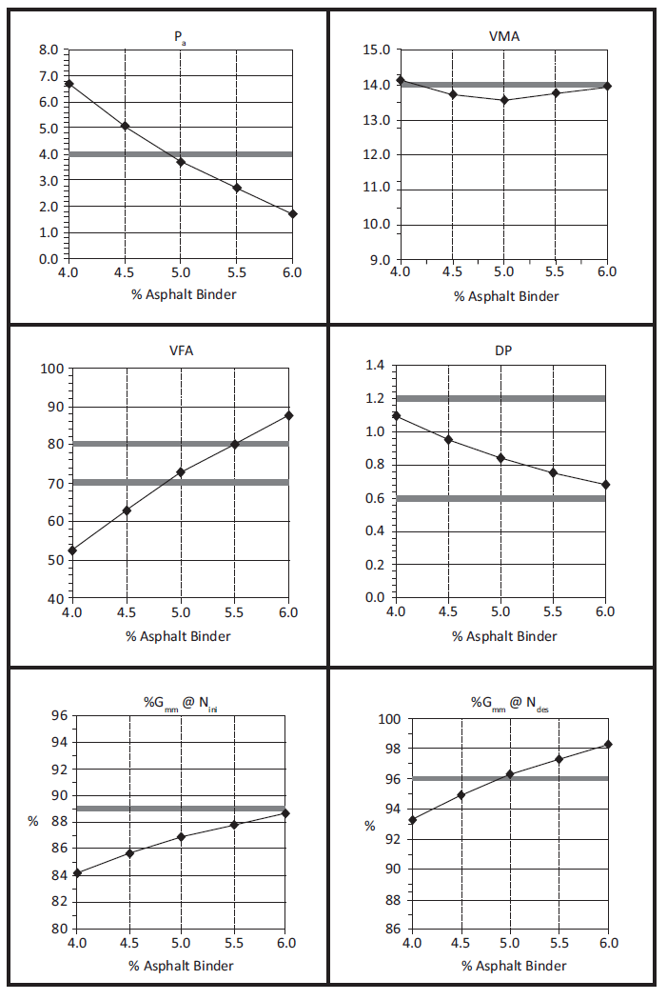 Pa
8.0
7.0
6.0
5.0
4.0
3.0
2.0
1.0
0.0
4.0 4.5 5.0 5.5 6.0
% Asphalt Binder
VMA
15.0
14.0
13.0
12.0
11.0
10.0
9.0
4.0 4.5 5.0 5.5 6.0
% Asphalt Binder
VFA
100
90
80
70
60
50
40
4.0 4.5 5.0 5.5 6.0
% Asphalt Binder
DP
1.4
1.2
1.0
0.8
0.6
0.4
0.2
0.0
4.0 4.5 5.0 5.5 6.0
% Asphalt Binder
%Gmm @ Nini
96
94
92
90
%
88
86
84
82
80
4.0 4.5 5.0 5.5 6.0
% Asphalt Binder
%Gmm @ Ndes
100
98
96
94
%
92
90
88
86
4.0 4.5 5.0 5.5 6.0
% Asphalt Binder